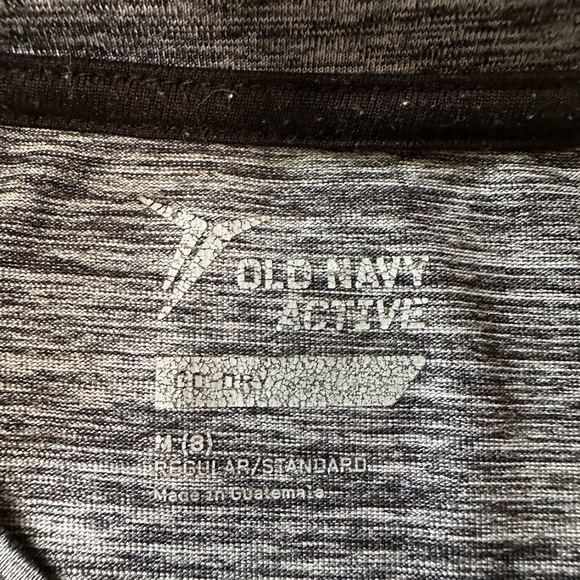 OLD NAVY
ACTIVE
GO-DRY
M (8)
REGULAR/STANDARD
Made in Guatemala